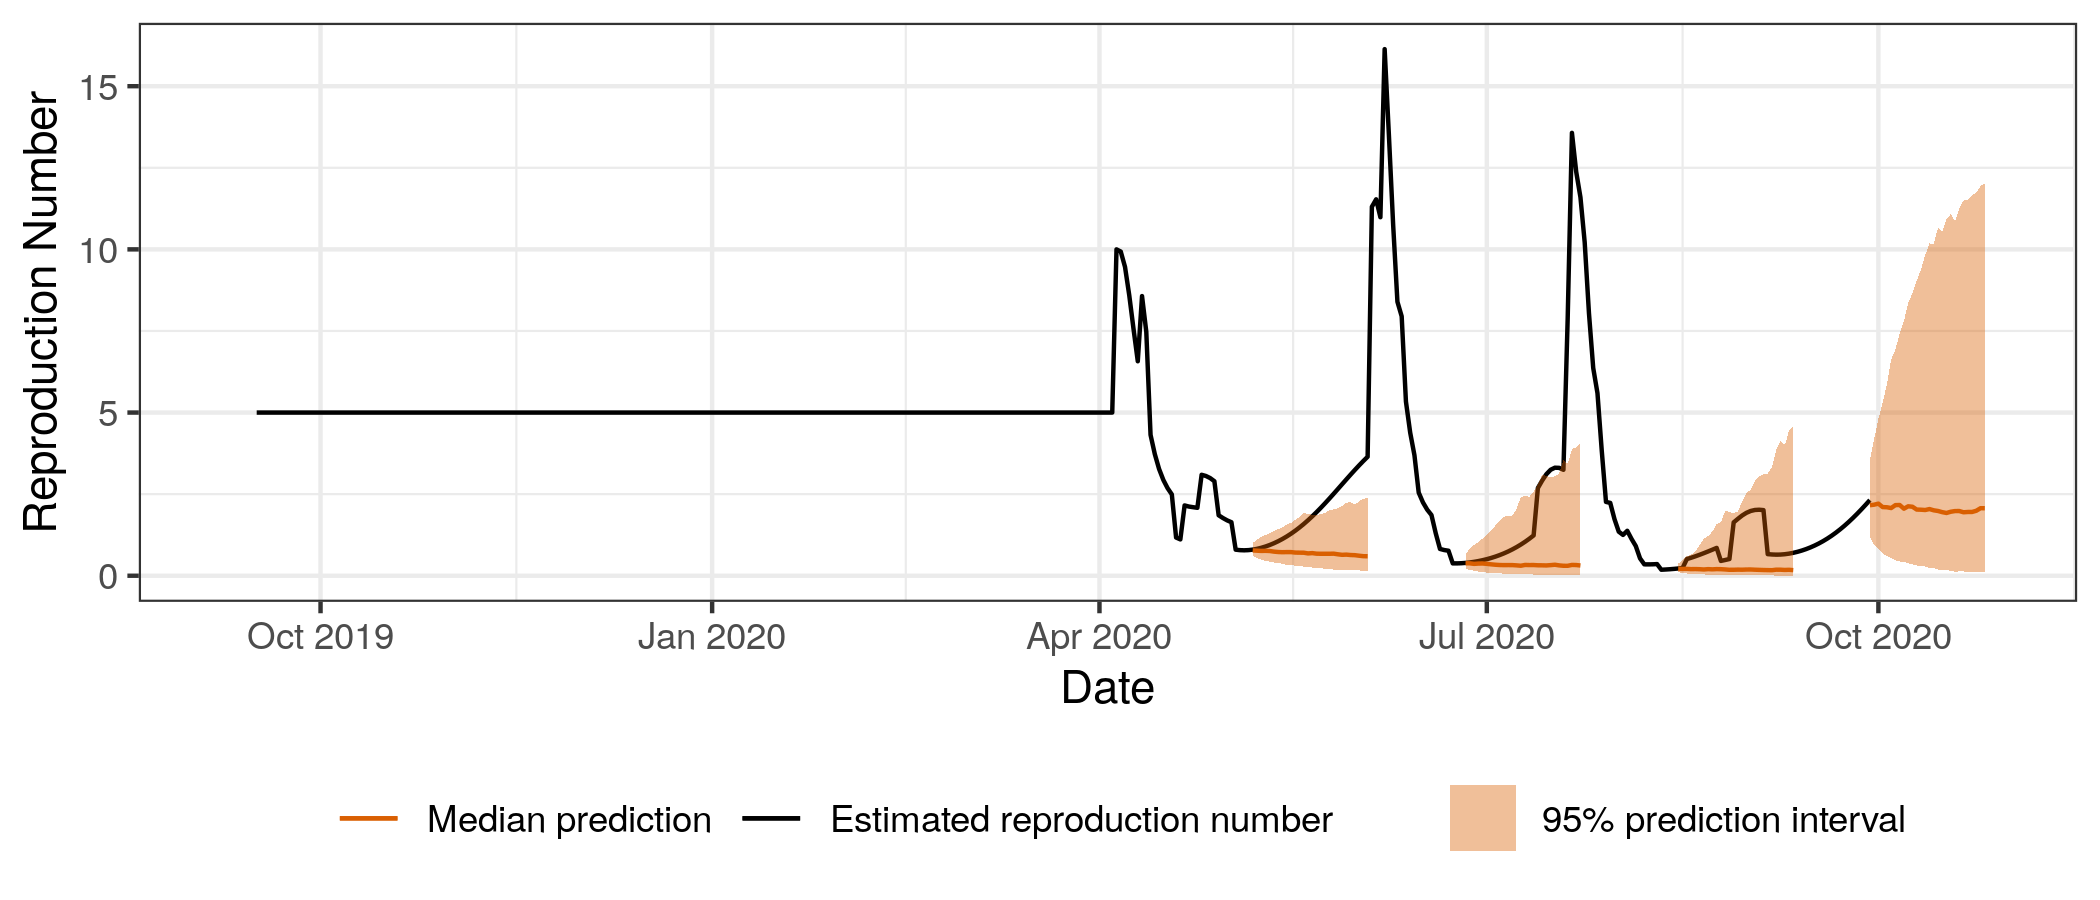 Reproduction Number
15
10
5
0
Oct 2019 Jan 2020 Apr 2020 Jul 2020 Oct 2020
Date
Median prediction Estimated reproduction number 95% prediction interval